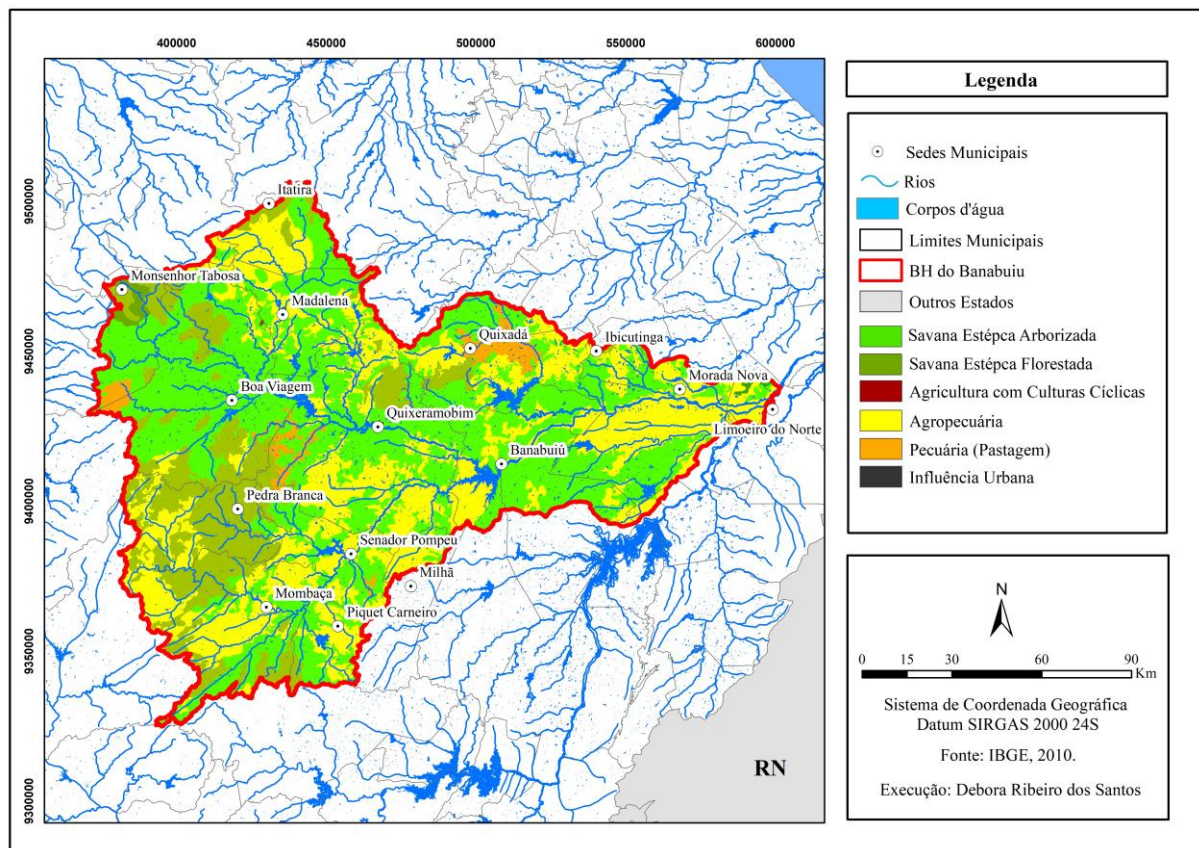 400000
450000
500000
550000
600000
9500000
9450000
9400000
9350000
9300000
Itatira
Monsenhor Tabosa
Madalena
Quixadá
Ibicutinga
Morada Nova
Boa Viagem
Quixeramobim
Limoeiro do Norte
Banabuiú
Pedra Branca
Senador Pompeu
Milhã
Mombaça
Piquet Carneiro
RN
Legenda
Sedes Municipais
Rios
Corpos d'água
Limites Municipais
BH do Banabuiu
Outros Estados
Savana Estépca Arborizada
Savana Estépca Florestada
Agricultura com Culturas Cíclicas
Agropecuária
Pecuária (Pastagem)
Influência Urbana
N
0 15 30 60 90
Km
Sistema de Coordenada Geográfica
Datum SIRGAS 2000 24S
Fonte: IBGE, 2010.
Execução: Debora Ribeiro dos Santos